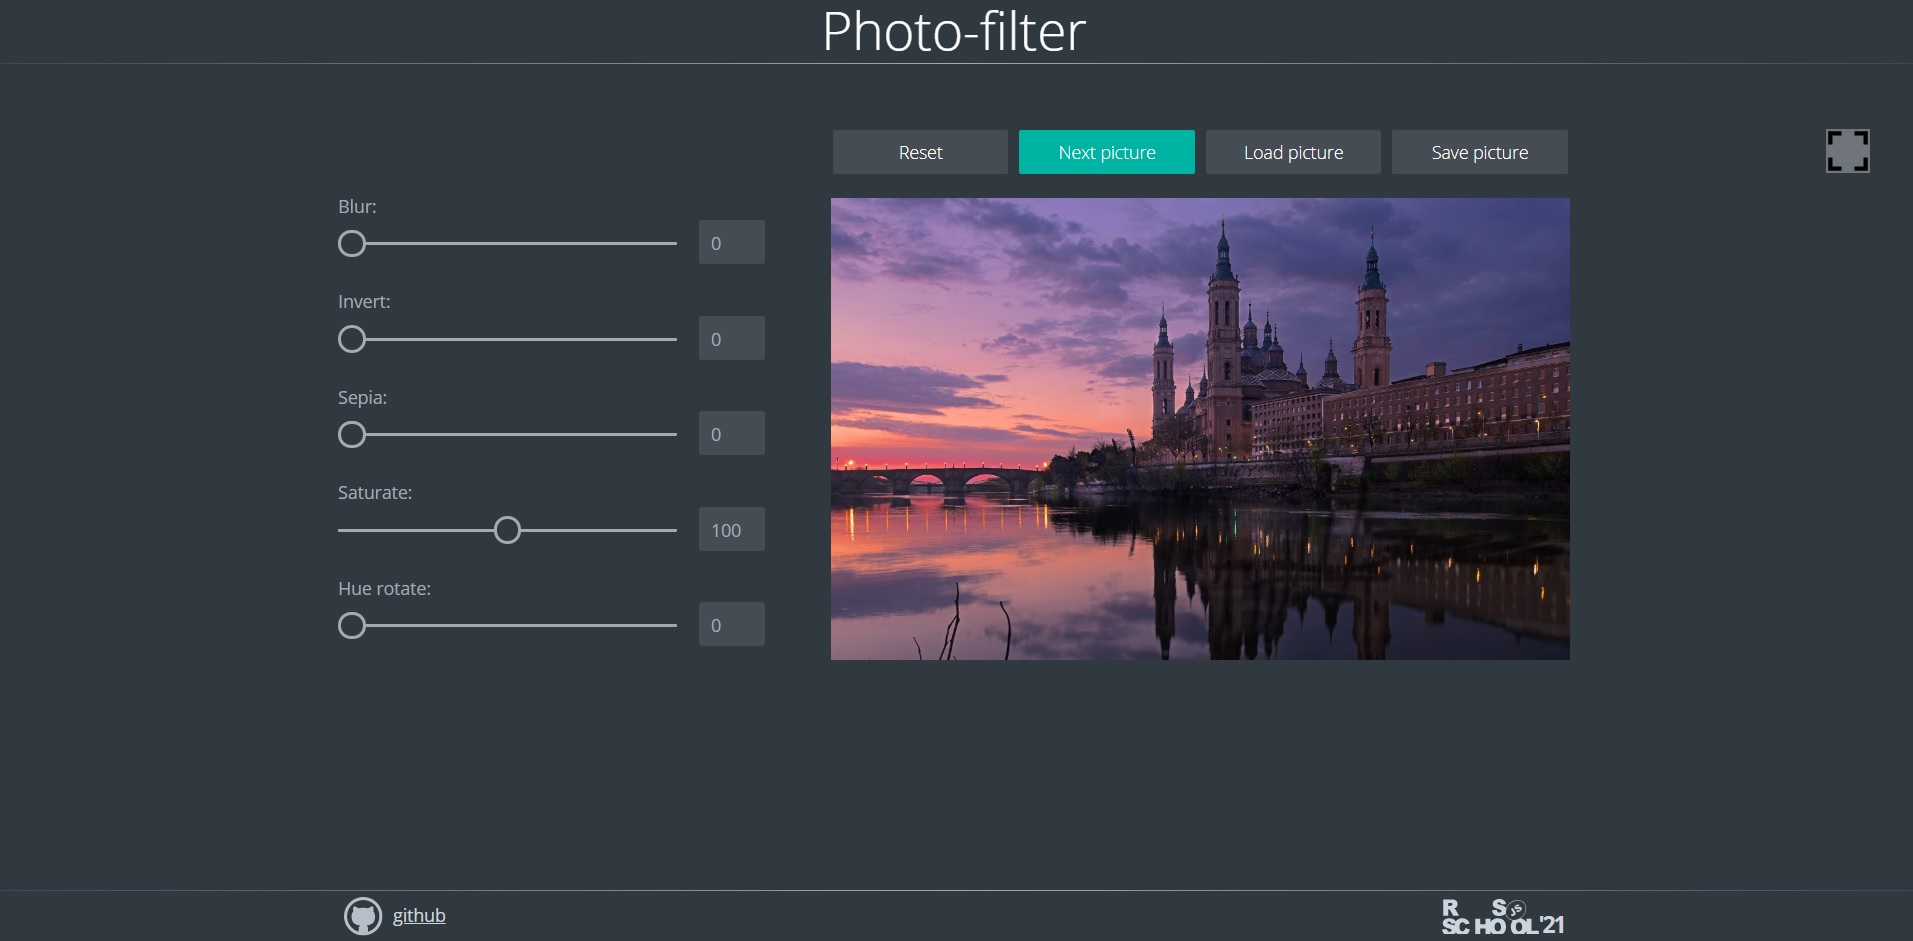 Photo-filter
Reset
Next picture
Load picture
Save picture
Blur:
0
Invert:
0
Sepia:
0
Saturate:
100
Hue rotate:
0
github
R S JS
SCHOOL'21